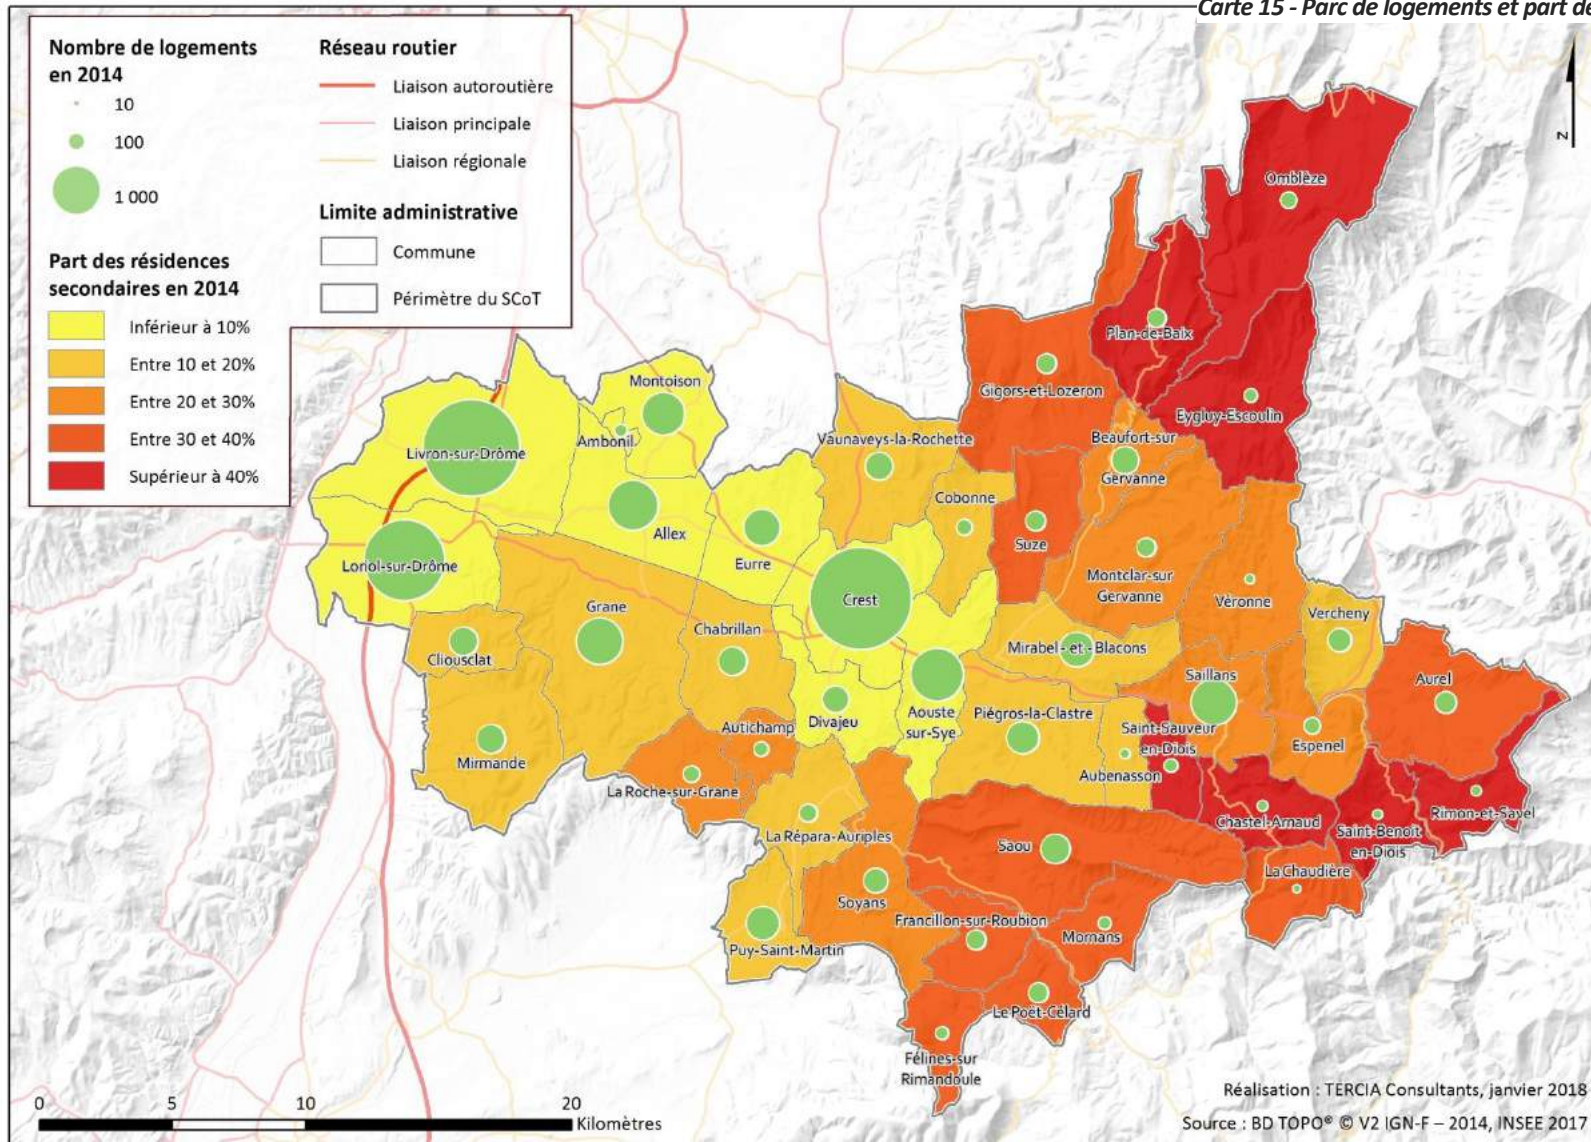 Carte 15 - Parc de logements et part de
Nombre de logements
en 2014
10
100
1 000
Part des résidences
secondaires en 2014
Inférieur à 10%
Entre 10 et 20%
Entre 20 et 30%
Entre 30 et 40%
Supérieur à 40%
Réseau routier
Liaison autoroutière
Liaison principale
Liaison régionale
Limite administrative
Commune
Périmètre du SCoT
z
Omblèze
Plan-de-Baix
Gigors-et-Lozeron
Eygluy-Escoulin
Montoison
Ambonil
Livron-sur-Drôme
Vaunaveys-la-Rochette
Beaufort-sur
Gervanne
Cobonne
Allex
Eurre
Suze
Loriol-sur-Drôme
Montclar-sur
Gervanne
Véronne
Crest
Grane
Vercheny
Chabrillan
Mirabel - et - Blacons
Cliousclat
Saillans
Aurel
Divajeu
Aouste
sur-Sye
Piégros-la-Clastre
Autichamp
Saint-Sauveur
en-Diois
Espenel
Mirmande
Aubenasson
La Roche-sur-Grane
Rimon-et-Savel
Chastel-Arnaud
Saint-Benoit
en-Diois
La Répara-Auriples
Saou
La Chaudière
Soyans
Francillon-sur-Roubion
Mornans
Puy-Saint-Martin
Le Poët-Célard
Félines-sur
Rimandoule
0 5 10 20
Kilomètres
Réalisation : TERCIA Consultants, janvier 2018
Source : BD TOPO® © V2 IGN-F – 2014, INSEE 2017